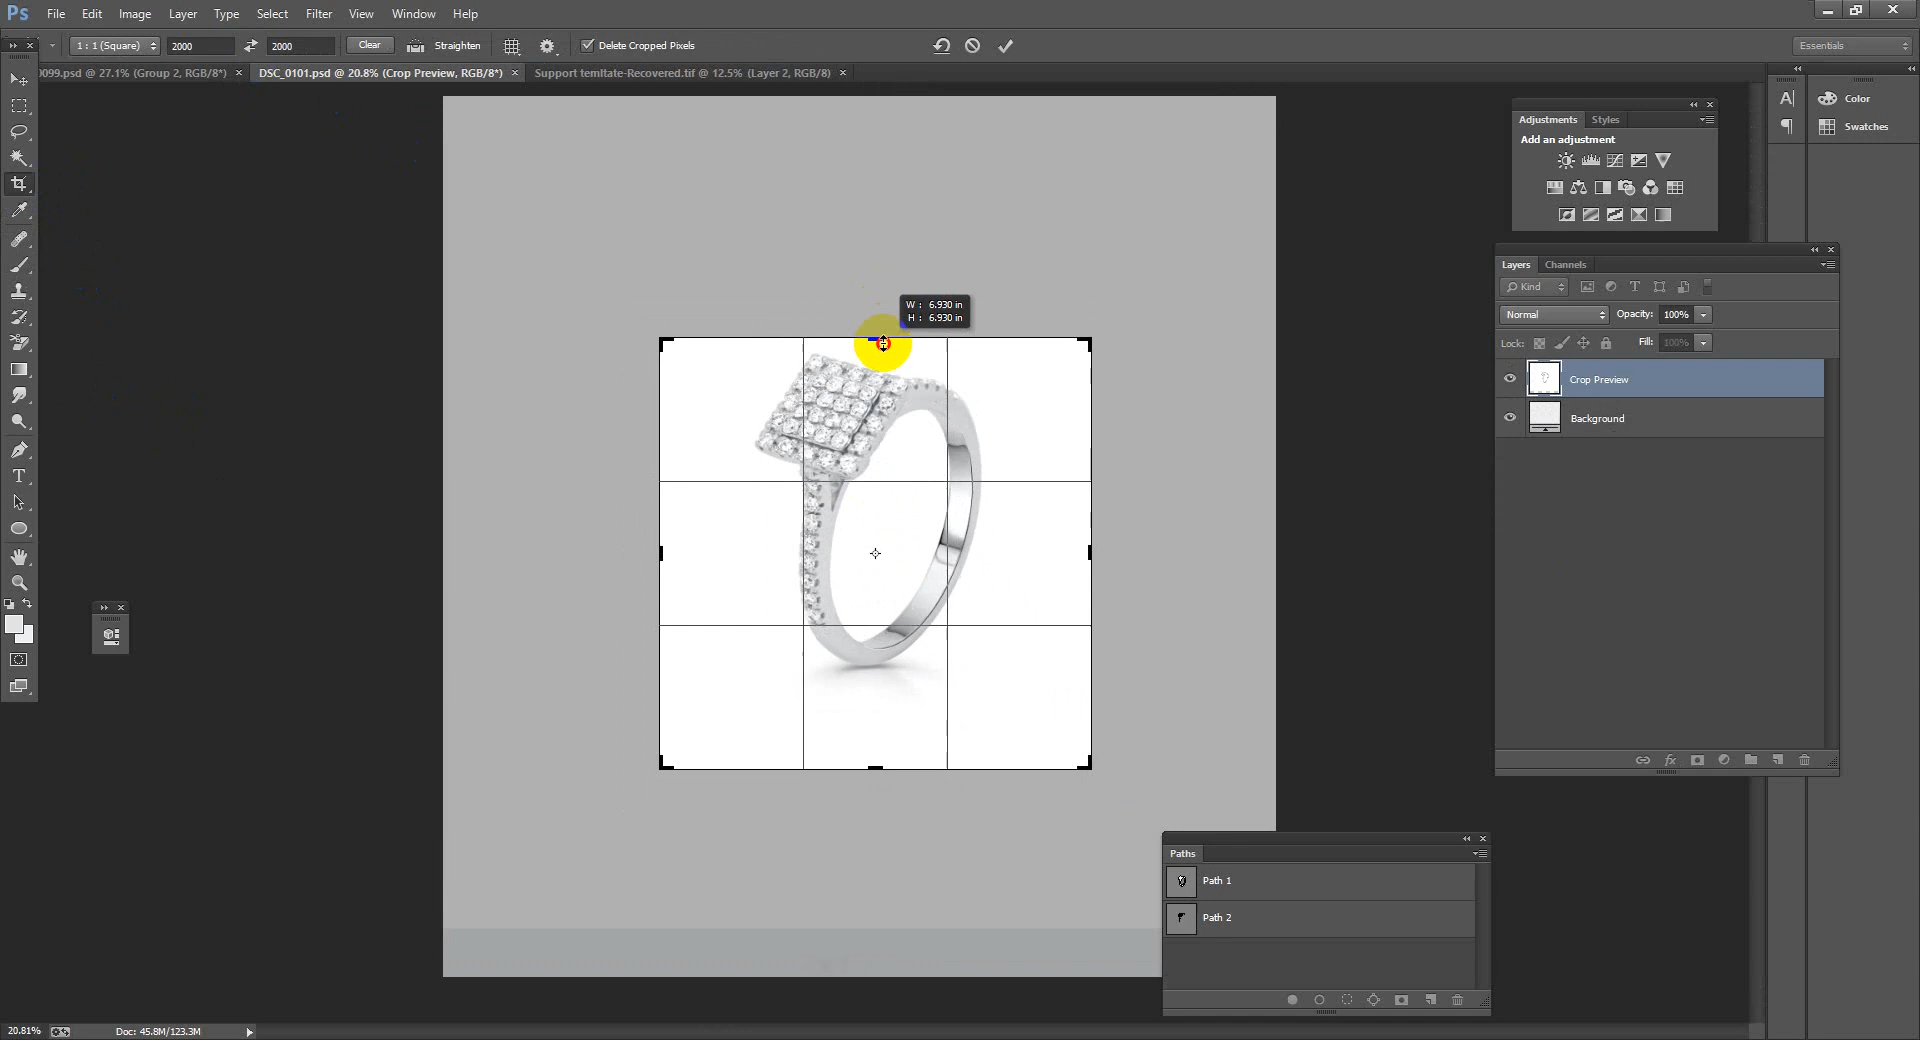 Ps File Edit Image Layer Type Select Filter Extras View Window Help
1 : 1 (Square) 2000 2000 Clear Straighten Delete Cropped Pixels Essentials
0099.psd @ 27.1% (Group 2, RGB/8*) × DSC_0101.psd @ 20.8% (Crop Preview, RGB/8*) × Support temltate-Recovered.tif @ 12.5% (Layer 2, RGB/8) ×
Color
Swatches
Adjustments Styles
Add an adjustment
Layers Channels
Kind
Normal Opacity: 100%
Lock: Fill: 100%
Crop Preview
Background
W : 6.930 in
H : 6.930 in
Paths
Path 1
Path 2
20.81% Doc: 45.8M/123.3M